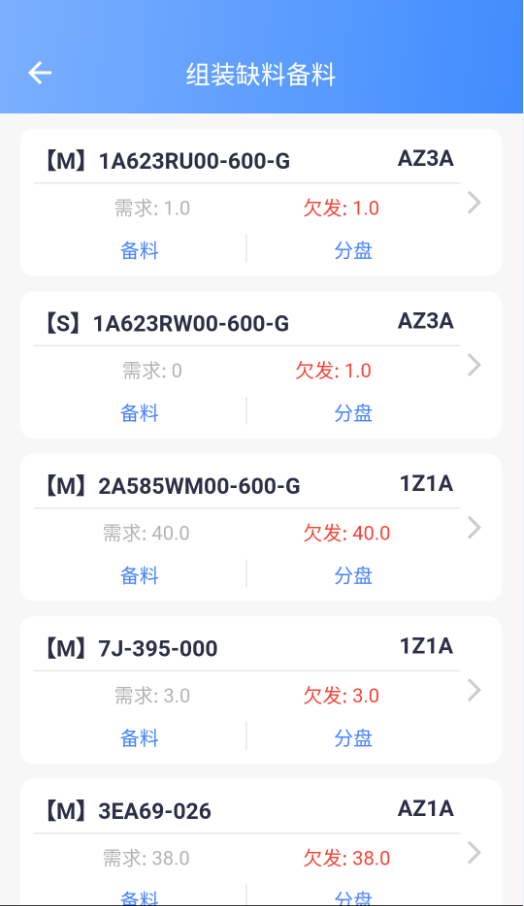 组装缺料备料
【M】1A623RU00-600-G AZ3A
需求: 1.0 欠发: 1.0
备料 分盘
【S】1A623RW00-600-G AZ3A
需求: 0 欠发: 1.0
备料 分盘
【M】2A585WM00-600-G 1Z1A
需求: 40.0 欠发: 40.0
备料 分盘
【M】7J-395-000 1Z1A
需求: 3.0 欠发: 3.0
备料 分盘
【M】3EA69-026 AZ1A
需求: 38.0 欠发: 38.0
备料 分盘